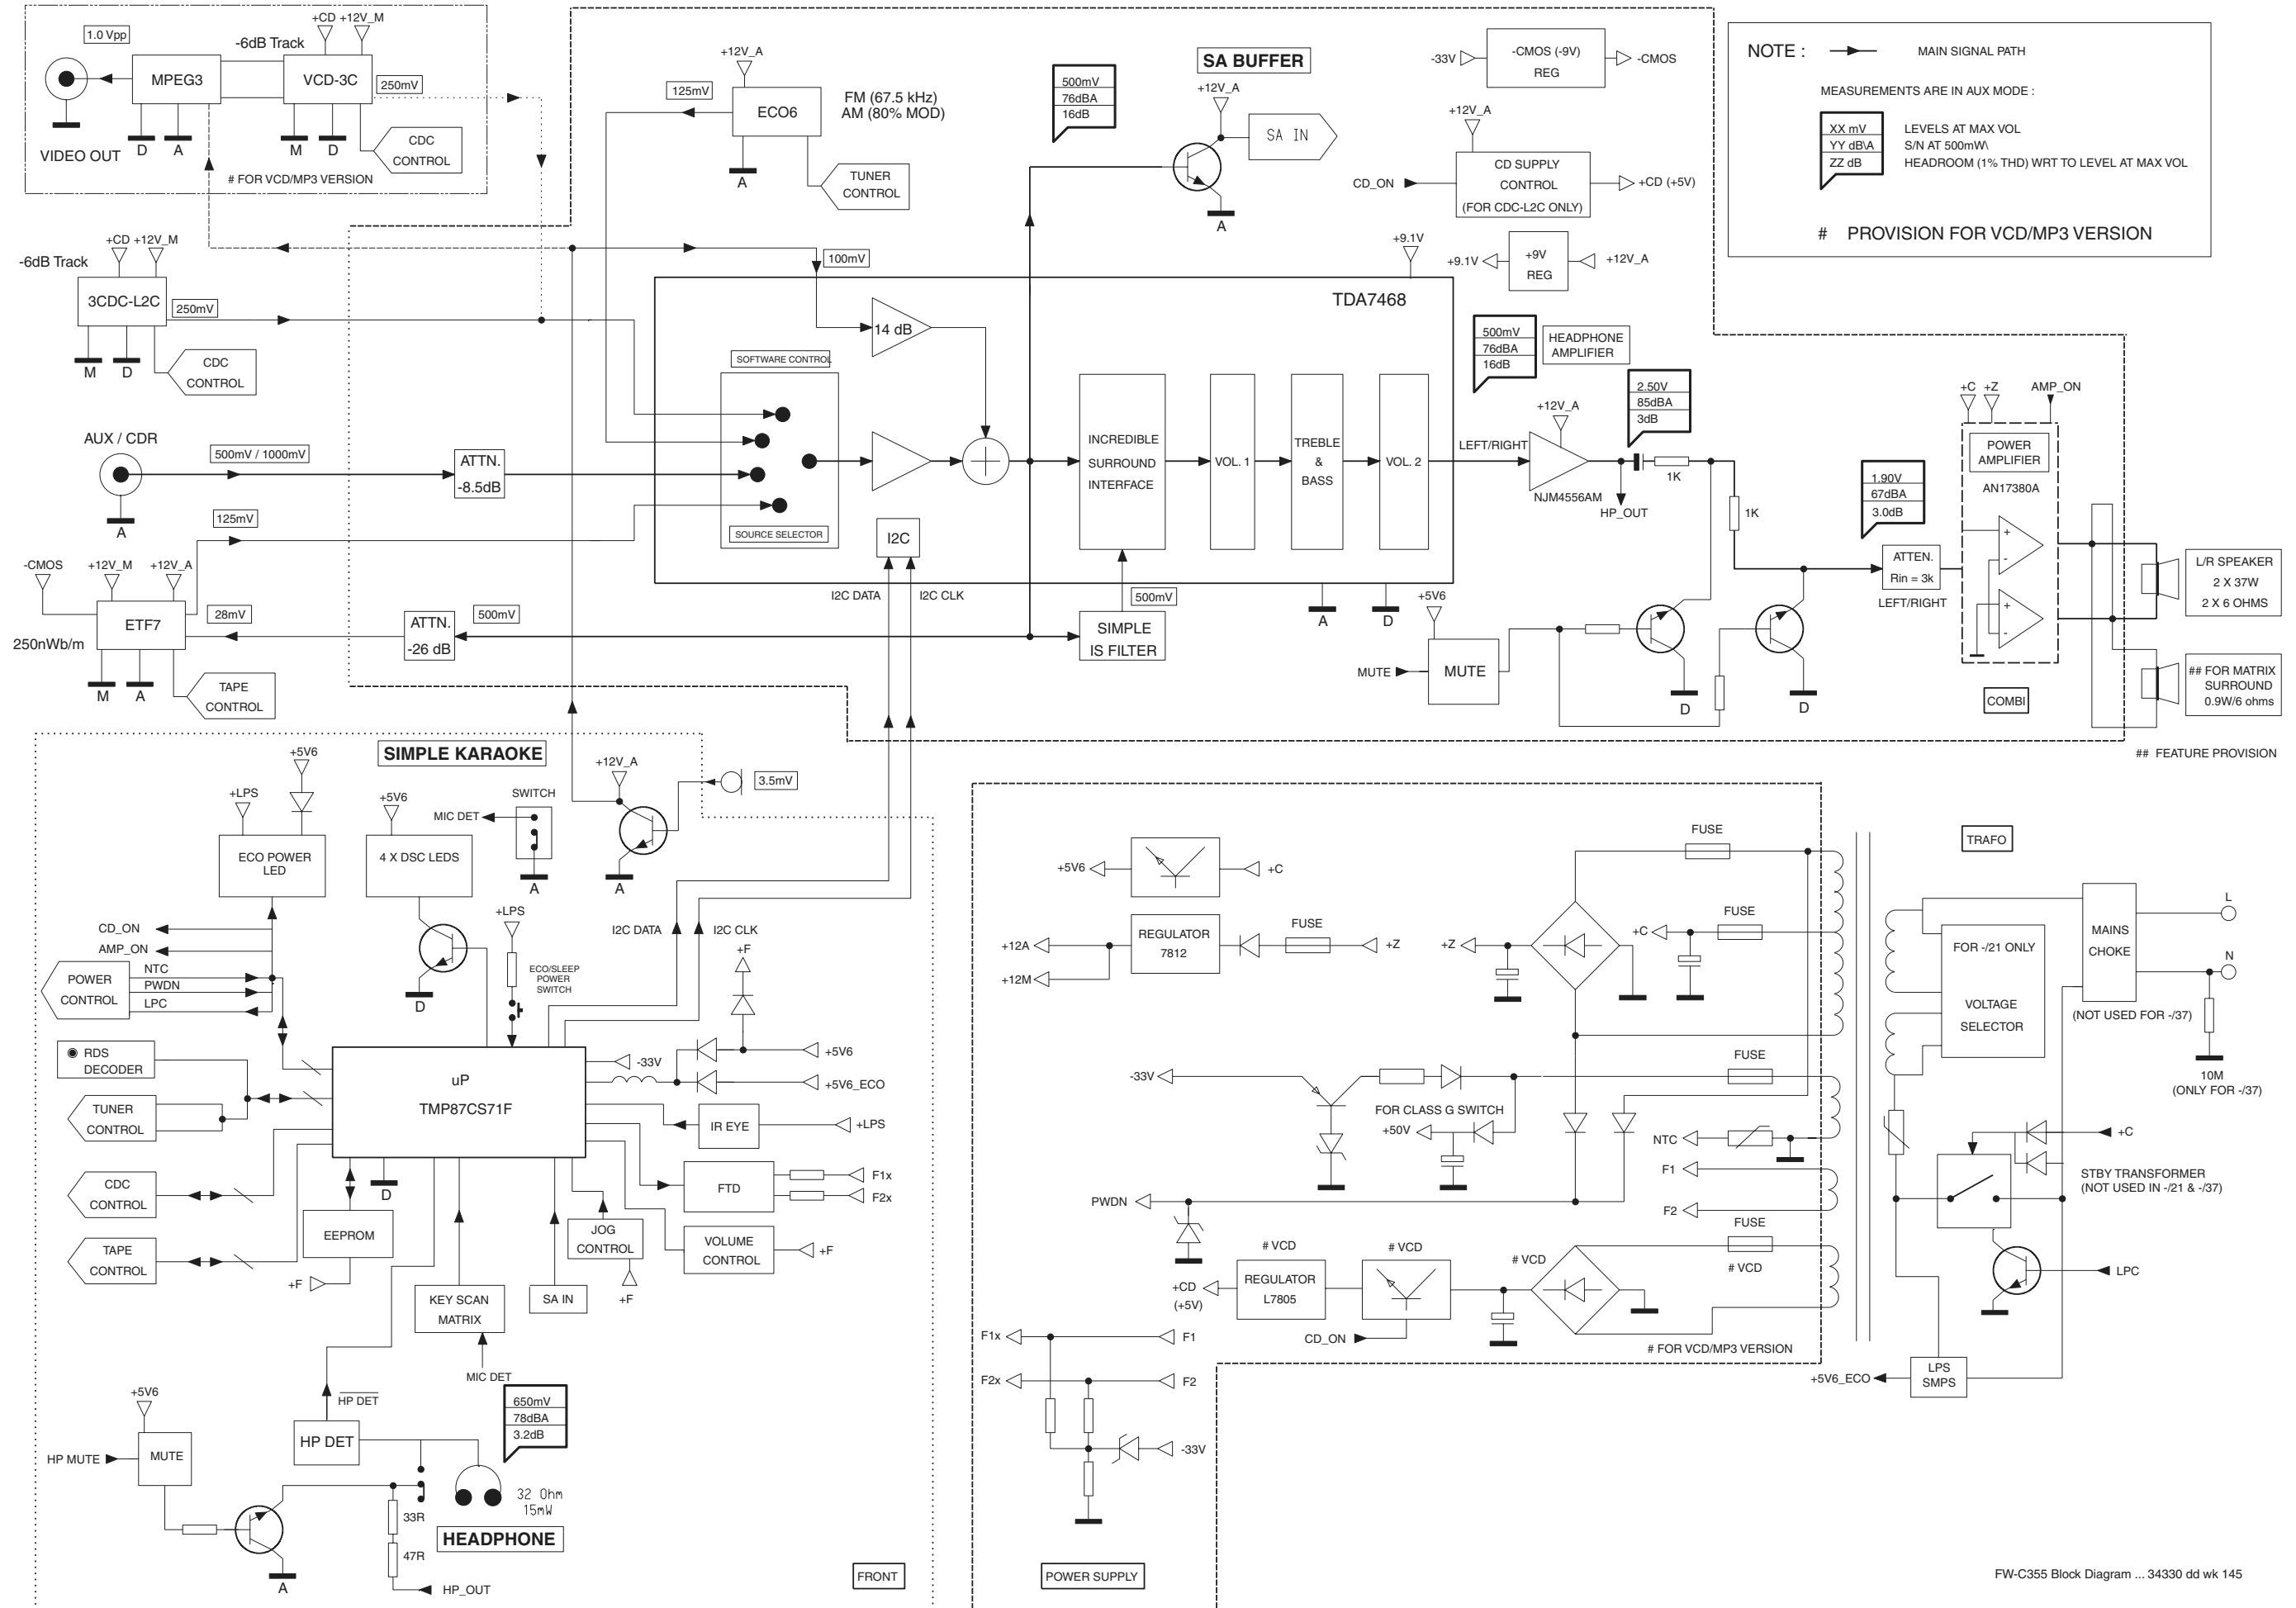 +CD +12V_M
1.0 Vpp
-6dB Track
MPEG3
VCD-3C
250mV
D
A
M
D
VIDEO OUT
CDC
CONTROL
# FOR VCD/MP3 VERSION
+12V_A
125mV
ECO6
FM (67.5 kHz)
AM (80% MOD)
A
TUNER
CONTROL
500mV
76dBA
16dB
SA BUFFER
+12V_A
SA IN
A
-33V
-CMOS (-9V)
REG
-CMOS
+12V_A
CD SUPPLY
CONTROL
(FOR CDC-L2C ONLY)
CD_ON
+CD (+5V)
+9.1V
+9.1V
+9V
REG
+12V_A
NOTE :
MAIN SIGNAL PATH
MEASUREMENTS ARE IN AUX MODE :
XX mV
LEVELS AT MAX VOL
YY dB\A
S/N AT 500mW\
ZZ dB
HEADROOM (1% THD) WRT TO LEVEL AT MAX VOL
# PROVISION FOR VCD/MP3 VERSION
+CD +12V_M
-6dB Track
3CDC-L2C
250mV
M
D
CDC
CONTROL
100mV
TDA7468
14 dB
SOFTWARE CONTROL
SOURCE SELECTOR
AUX / CDR
500mV / 1000mV
A
ATTN.
-8.5dB
INCREDIBLE
SURROUND
INTERFACE
VOL. 1
TREBLE
&
BASS
VOL. 2
I2C
I2C DATA
I2C CLK
A
D
500mV
76dBA
16dB
HEADPHONE
AMPLIFIER
+12V_A
LEFT/RIGHT
NJM4556AM
HP_OUT
2.50V
85dBA
3dB
1K
1K
1.90V
67dBA
3.0dB
+C +Z
AMP_ON
POWER
AMPLIFIER
AN17380A
+
-
+
-
ATTEN.
Rin = 3k
LEFT/RIGHT
COMBI
L/R SPEAKER
2 X 37W
2 X 6 OHMS
## FOR MATRIX
SURROUND
0.9W/6 ohms
## FEATURE PROVISION
125mV
-CMOS
+12V_M
+12V_A
ETF7
28mV
250nWb/m
M
A
TAPE
CONTROL
ATTN.
-26 dB
500mV
500mV
SIMPLE
IS FILTER
+5V6
MUTE
MUTE
D
D
SIMPLE KARAOKE
+5V6
+LPS
ECO POWER
LED
+5V6
4 X DSC LEDS
SWITCH
MIC DET
A
+12V_A
3.5mV
A
CD_ON
AMP_ON
POWER
CONTROL
NTC
PWDN
LPC
D
+LPS
ECO/SLEEP
POWER
SWITCH
I2C DATA
I2C CLK
+F
RDS
DECODER
TUNER
CONTROL
uP
TMP87CS71F
-33V
+5V6
+5V6_ECO
IR EYE
+LPS
FTD
F1x
F2x
CDC
CONTROL
TAPE
CONTROL
D
EEPROM
+F
KEY SCAN
MATRIX
MIC DET
SA IN
JOG
CONTROL
+F
VOLUME
CONTROL
+F
+5V6
HP MUTE
MUTE
HP DET
HP DET
650mV
78dBA
3.2dB
32 Ohm
15mW
HEADPHONE
33R
47R
HP_OUT
A
FRONT
+5V6
+C
+12A
+12M
REGULATOR
7812
FUSE
+Z
+Z
FUSE
FUSE
+C
TRAFO
L
N
MAINS
CHOKE
(NOT USED FOR -/37)
FOR -/21 ONLY
VOLTAGE
SELECTOR
10M
(ONLY FOR -/37)
-33V
FOR CLASS G SWITCH
+50V
FUSE
NTC
F1
F2
PWDN
+C
STBY TRANSFORMER
(NOT USED IN -/21 & -/37)
LPC
# VCD
# VCD
# VCD
FUSE
# VCD
+CD
(+5V)
REGULATOR
L7805
CD_ON
# FOR VCD/MP3 VERSION
F1x
F1
F2x
F2
-33V
+5V6_ECO
LPS
SMPS
POWER SUPPLY
FW-C355 Block Diagram ... 34330 dd wk 145